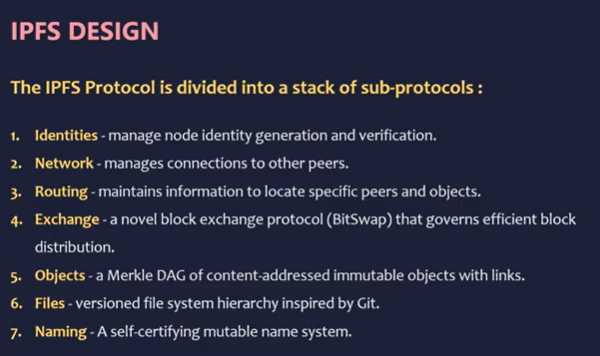 IPFS DESIGN
The IPFS Protocol is divided into a stack of sub-protocols :
1. Identities - manage node identity generation and verification.
2. Network - manages connections to other peers.
3. Routing - maintains information to locate specific peers and objects.
4. Exchange - a novel block exchange protocol (BitSwap) that governs efficient block
distribution.
5. Objects - a Merkle DAG of content-addressed immutable objects with links.
6. Files - versioned file system hierarchy inspired by Git.
7. Naming - A self-certifying mutable name system.